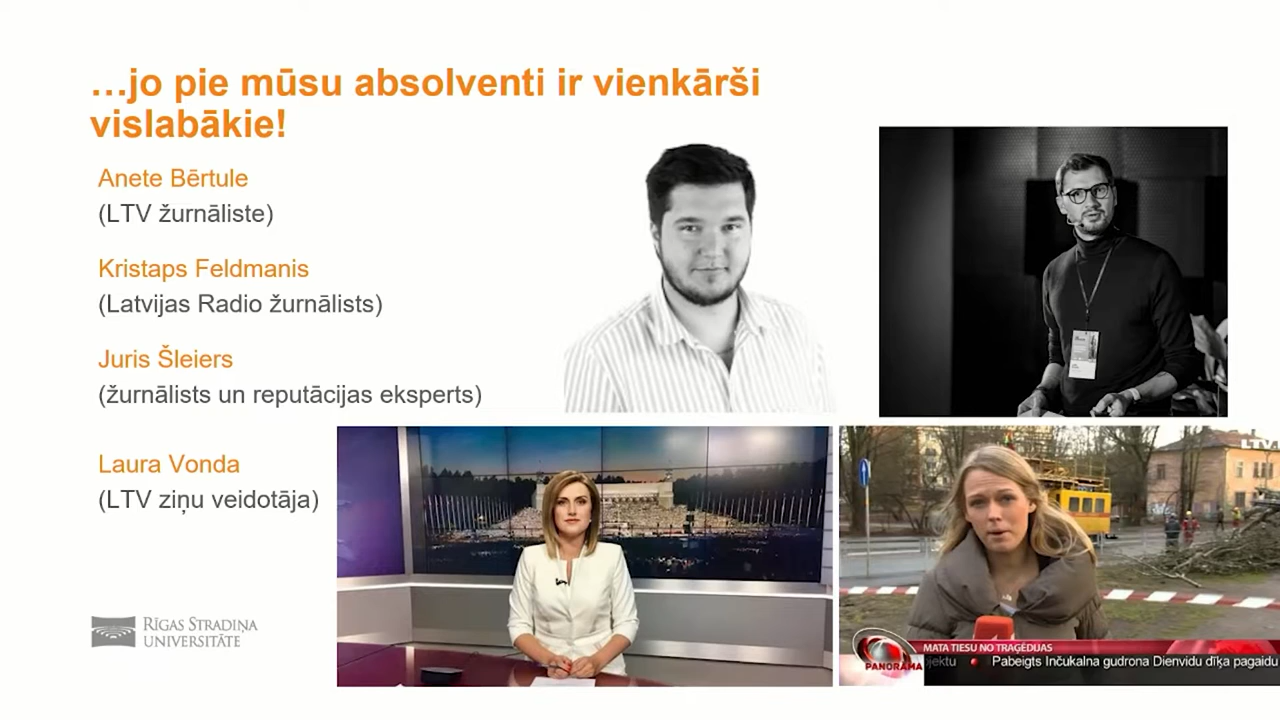 ...jo pie mūsu absolventi ir vienkārši
vislabākie!
Anete Bērtule
(LTV žurnāliste)
Kristaps Feldmanis
(Latvijas Radio žurnālists)
Juris Šleiers
(žurnālists un reputācijas eksperts)
Laura Vonda
(LTV ziņu veidotāja)
RĪGAS STRADIŅA
UNIVERSITĀTE
MATA TIESU NO TRAĢĒDIJAS
PANORĀMA
Pabeigts Inčukalna gudrona Dienvidu dīķa pagaidu